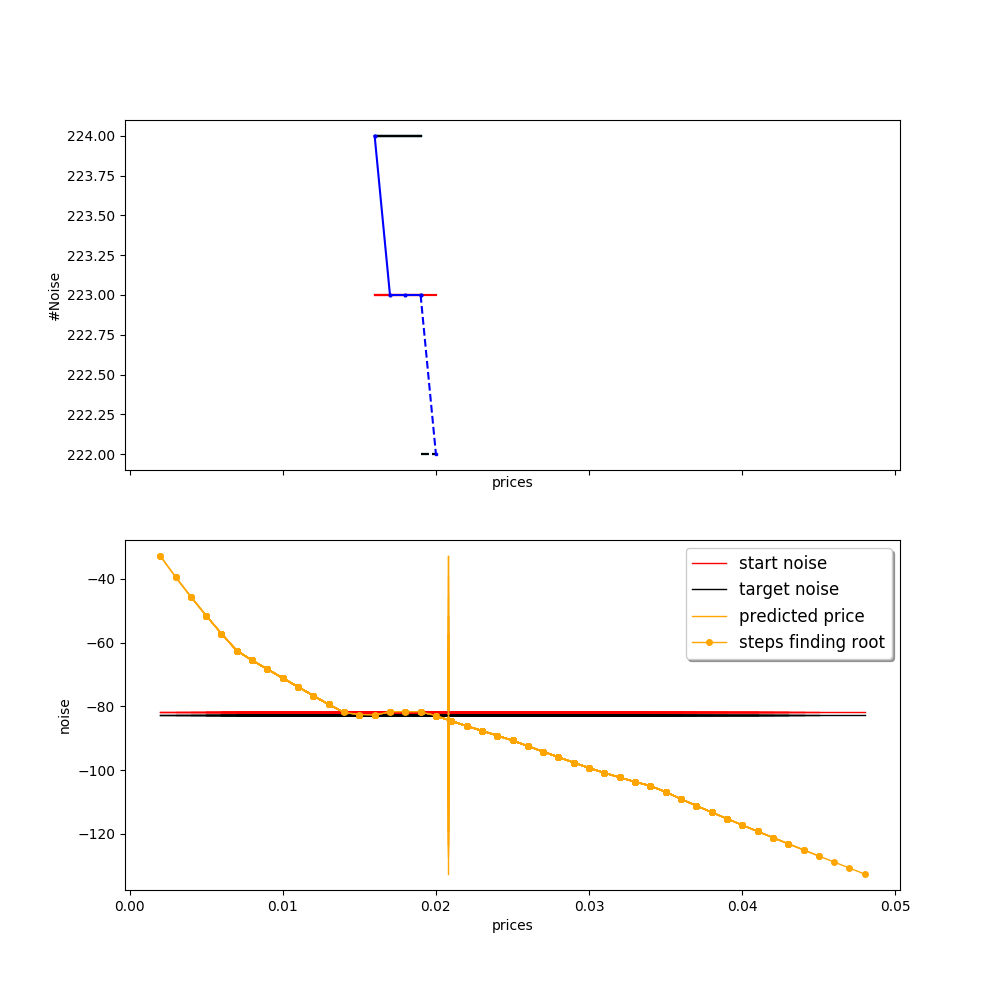 224.00
223.75
223.50
223.25
223.00
222.75
222.50
222.25
222.00
#Noise
prices
−40
−60
−80
−100
−120
noise
start noise
target noise
predicted price
steps finding root
0.00 0.01 0.02 0.03 0.04 0.05
prices